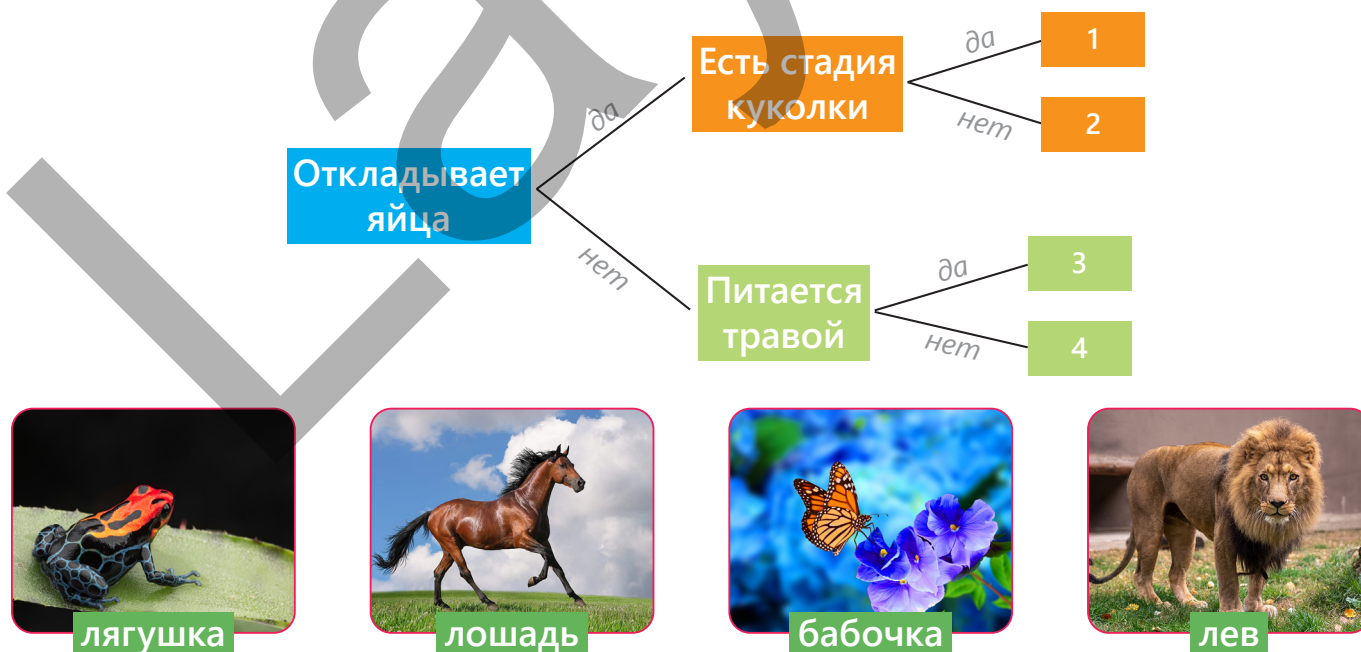 Откладывает
яйца
да
нет
Есть стадия
куколки
да
1
нет
2
Питается
травой
да
3
нет
4
лягушка
лошадь
бабочка
лев